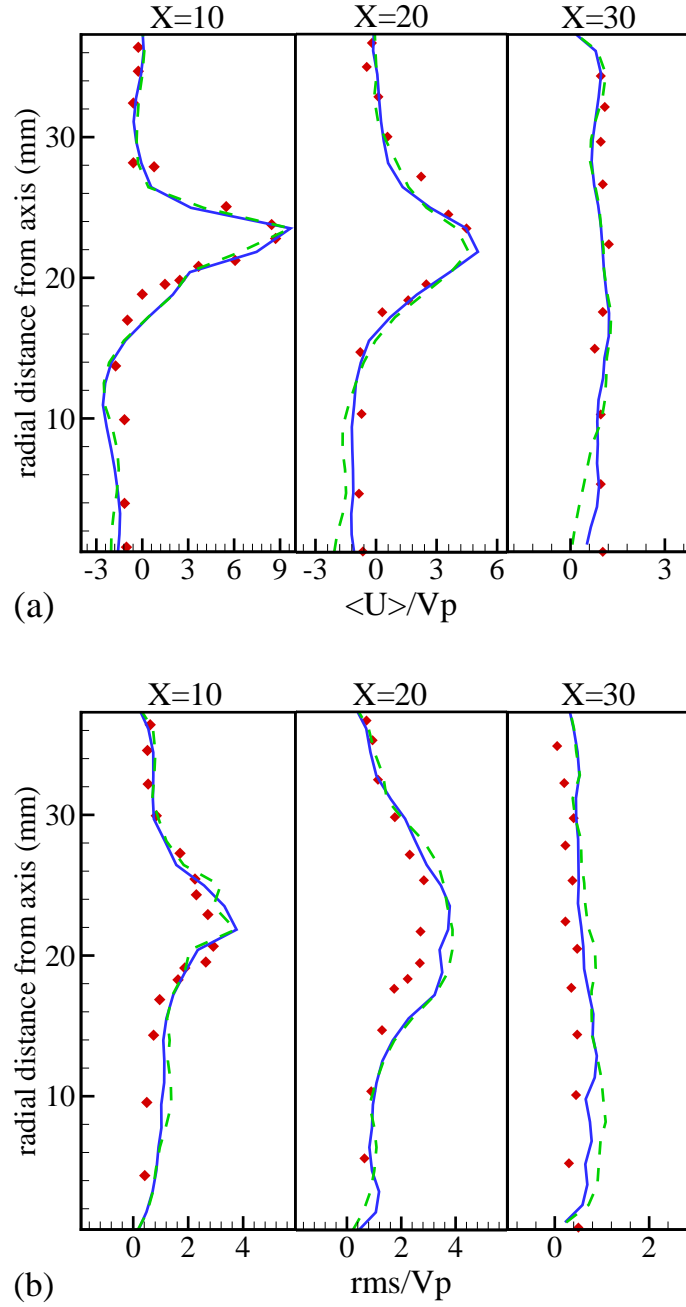 X=10 X=20 X=30
radial distance from axis (mm)
30
20
10
-3 0 3 6 9 -3 0 3 6 0 3
(a) <U>/Vp
X=10 X=20 X=30
radial distance from axis (mm)
30
20
10
0 4 0 4 0 2
(b) rms/Vp